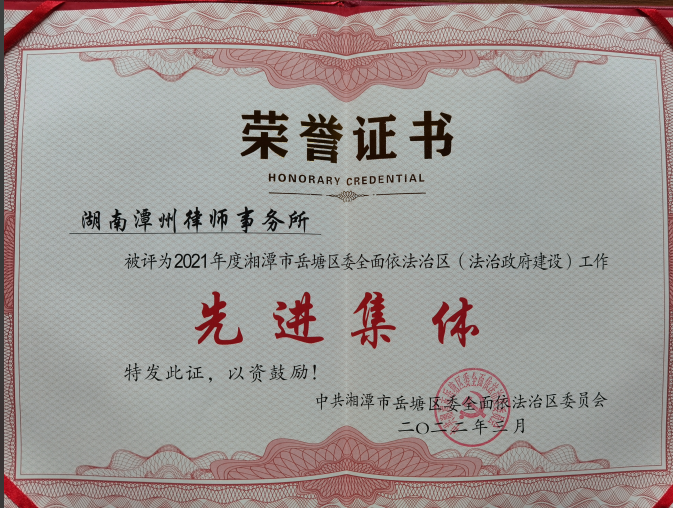 荣誉证书
HONORARY CREDENTIAL
湖南潭州律师事务所
被评为2021年度湘潭市岳塘区委全面依法治区（法治政府建设）工作
先进集体
特发此证，以资鼓励！
中共湘潭市岳塘区委全面依法治区委员会
二〇二二年三月